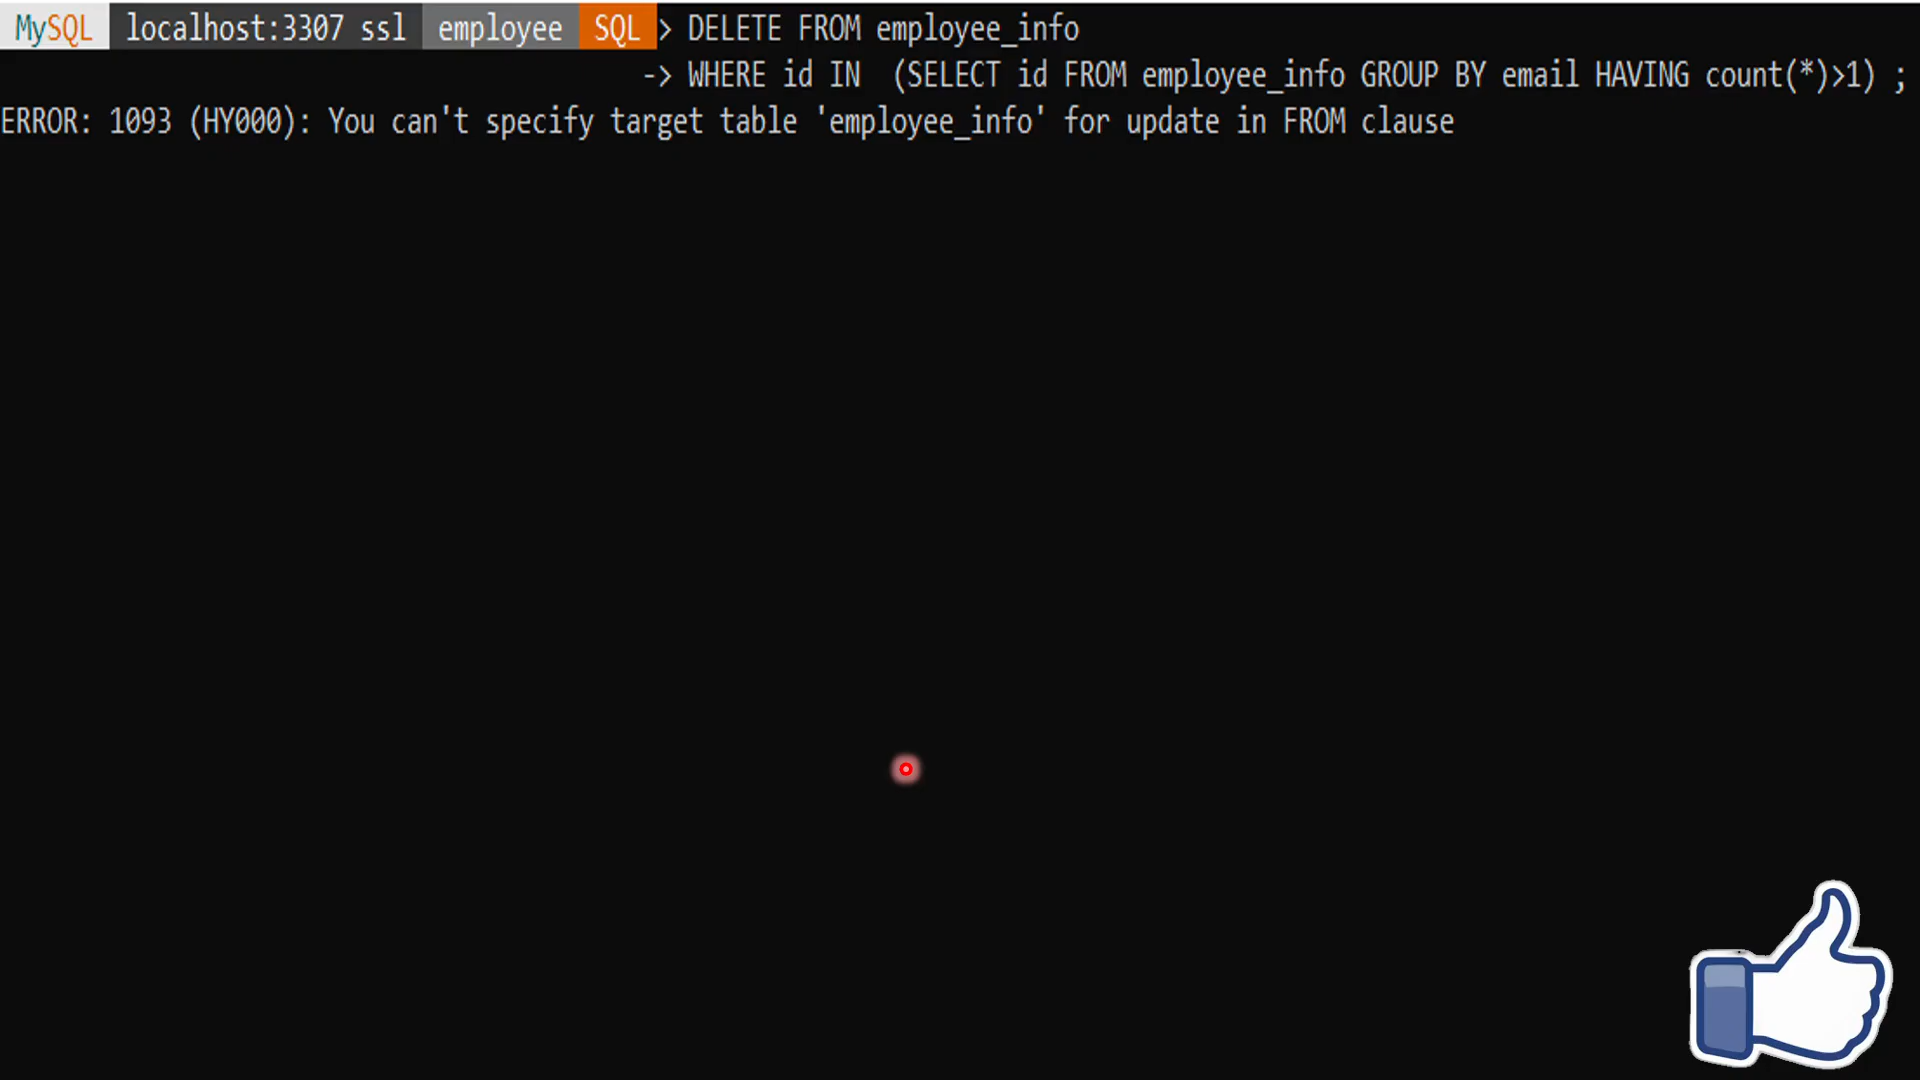 MySQL localhost:3307 ssl employee SQL > DELETE FROM employee_info
-> WHERE id IN (SELECT id FROM employee_info GROUP BY email HAVING count(*)>1) ;
ERROR: 1093 (HY000): You can't specify target table 'employee_info' for update in FROM clause